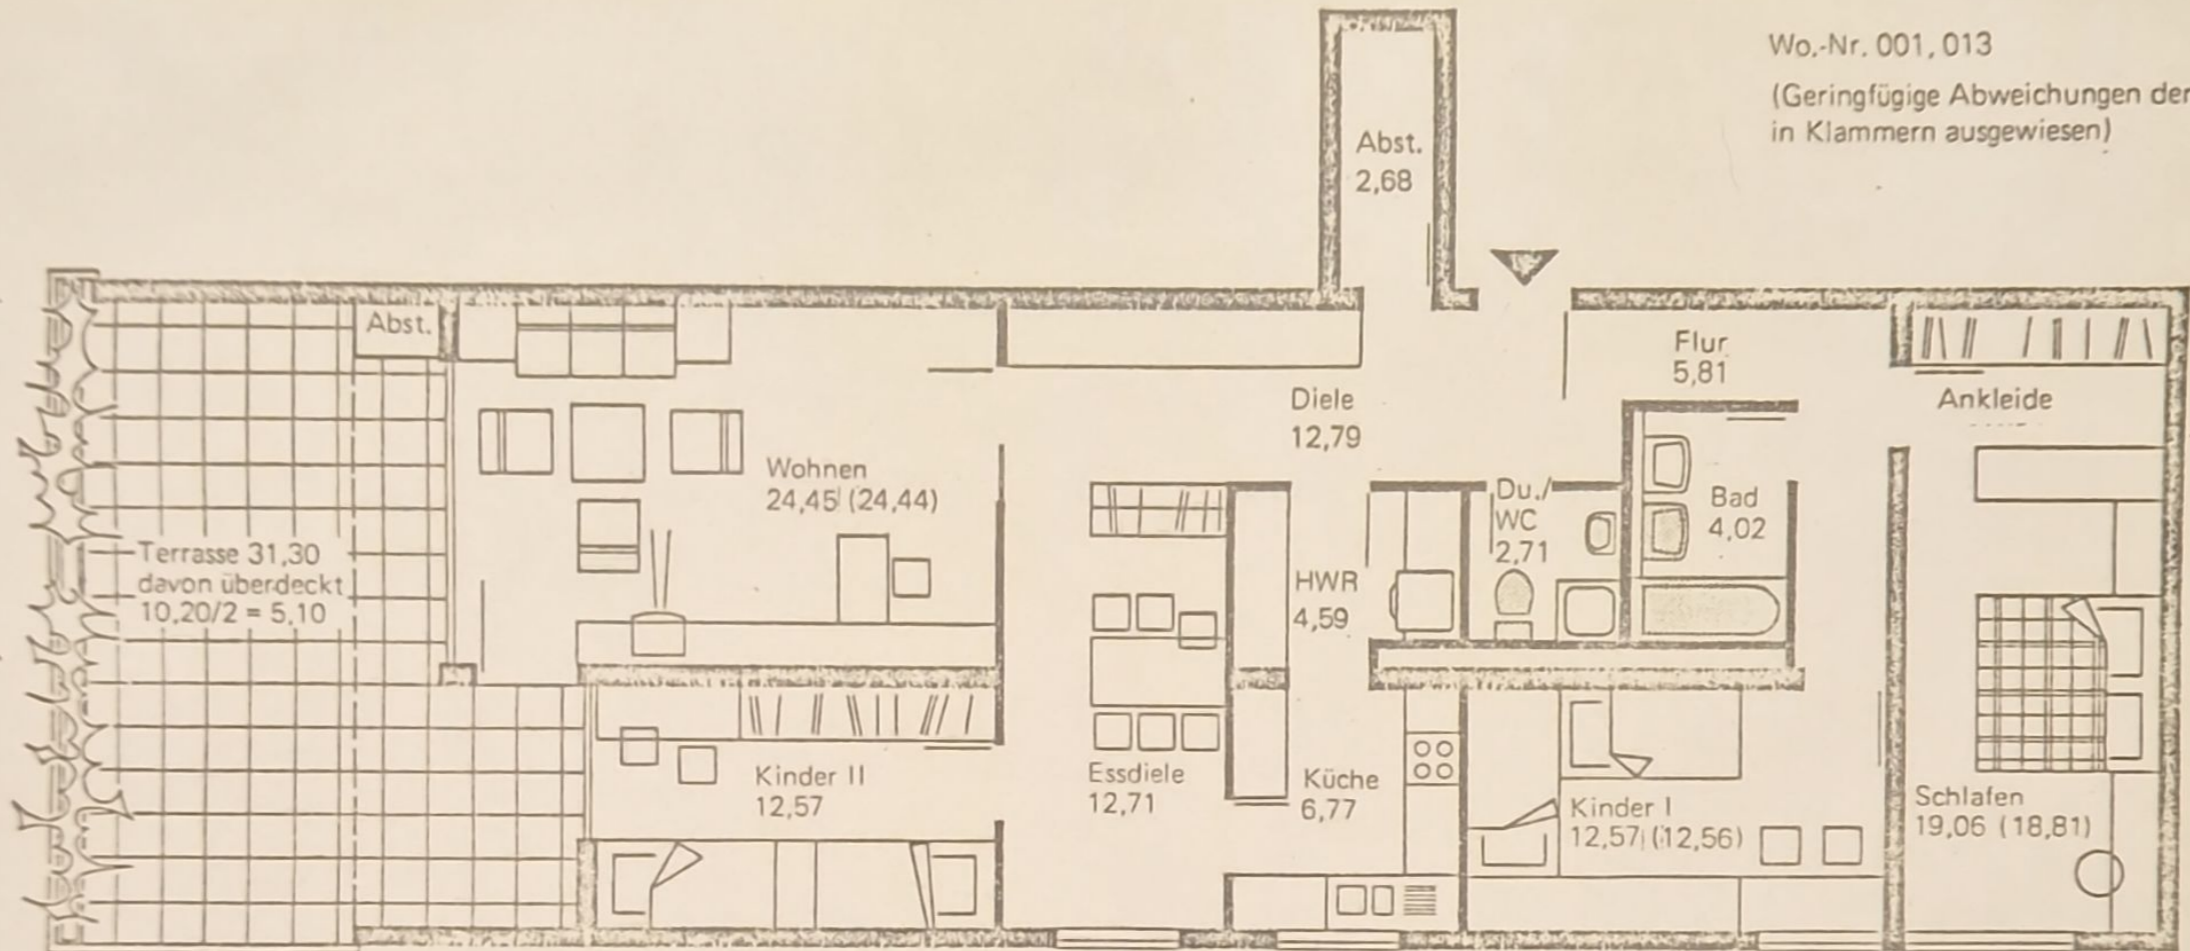 Wo.-Nr. 001, 013
(Geringfügige Abweichungen der
in Klammern ausgewiesen)
Abst.
2,68
Abst.
Flur
5,81
Ankleide
Diele
12,79
Wohnen
24,45 (24,44)
Du./
WC
2,71
Bad
4,02
Terrasse 31,30
davon überdeckt
10,20/2 = 5,10
HWR
4,59
Kinder II
12,57
Essdiele
12,71
Küche
6,77
Kinder I
12,57 (12,56)
Schlafen
19,06 (18,81)